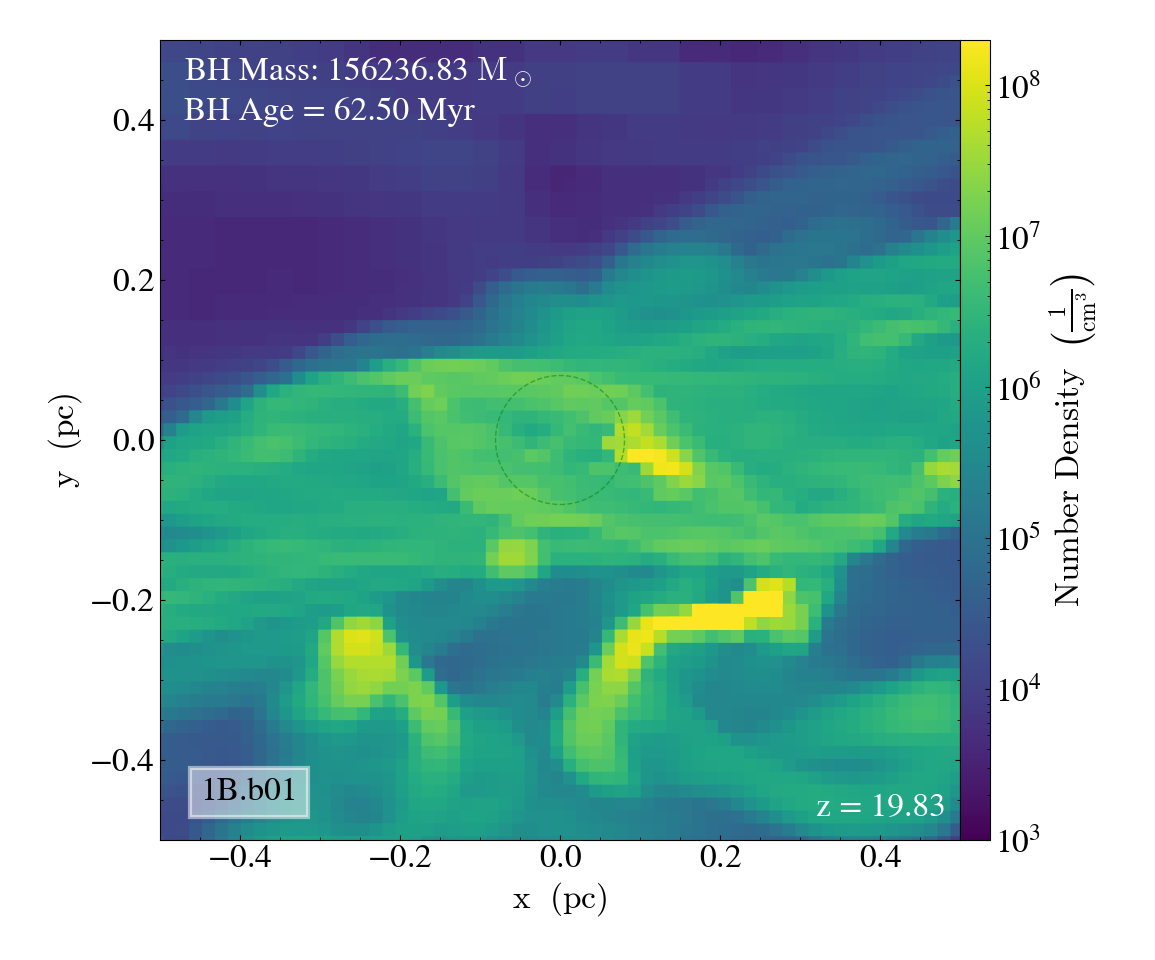 BH Mass: 156236.83 M⊙
BH Age = 62.50 Myr
0.4
0.2
0.0
−0.2
−0.4
y (pc)
1B.b01
z = 19.83
−0.4 −0.2 0.0 0.2 0.4
x (pc)
10⁸
10⁷
10⁶
10⁵
10⁴
10³
Number Density (1/cm³)